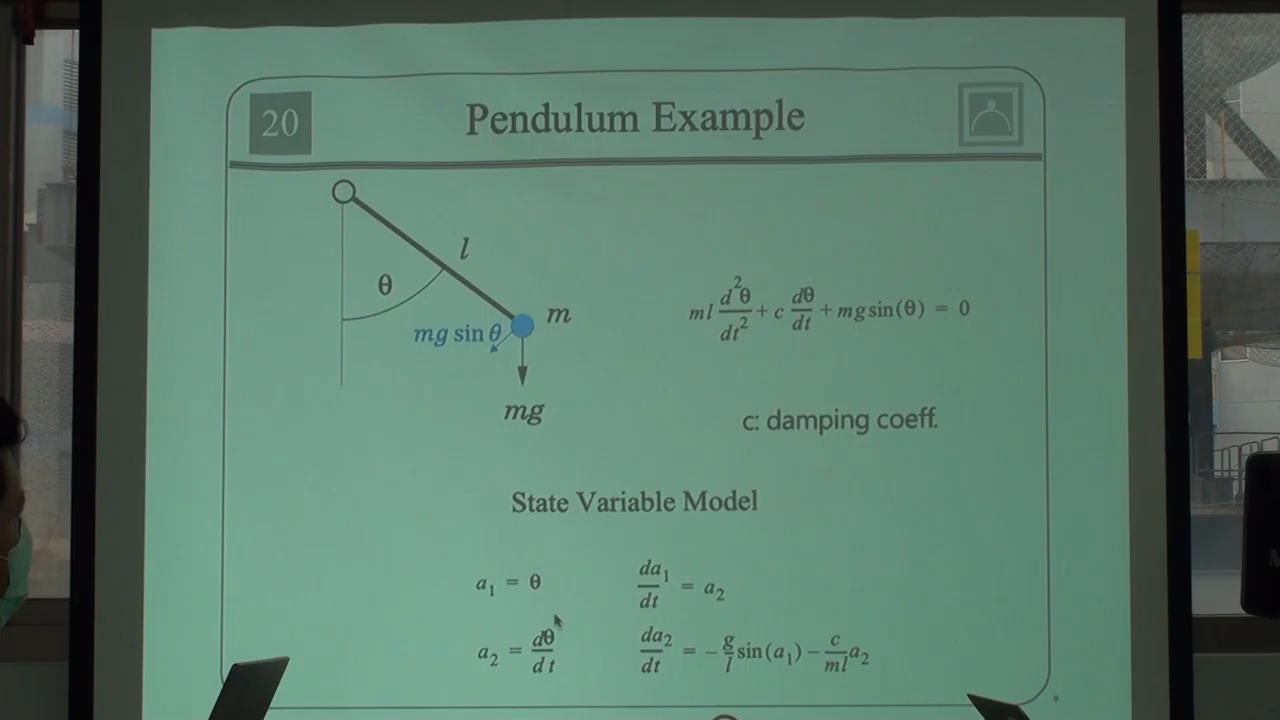 20
Pendulum Example
l
θ
m
mg sin θ
mg
ml d²θ/dt² + c dθ/dt + mg sin(θ) = 0
c: damping coeff.
State Variable Model
a₁ = θ
da₁/dt = a₂
a₂ = dθ/dt
da₂/dt = -g/l sin(a₁) - c/ml a₂